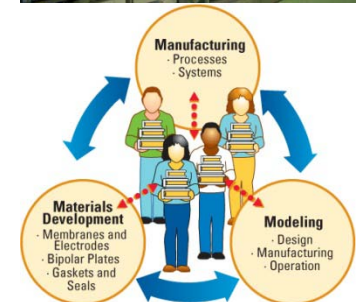 Manufacturing
· Processes
· Systems
Materials
Development
· Membranes and
Electrodes
· Bipolar Plates
· Gaskets and
Seals
Modeling
· Design
· Manufacturing
· Operation